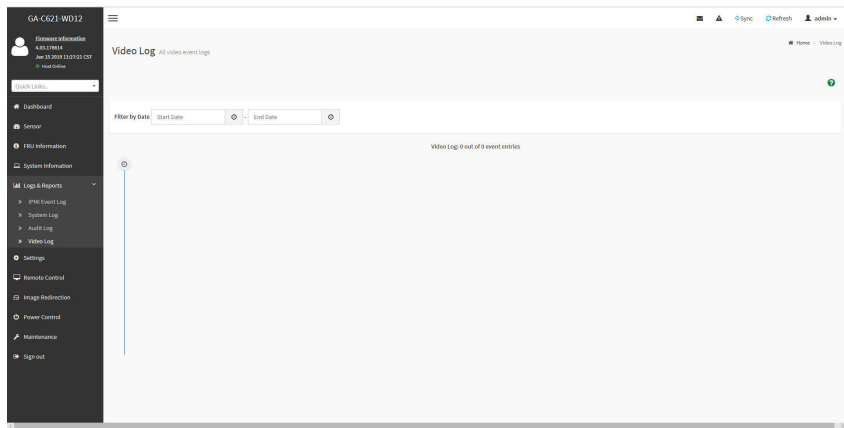 GA-C621-WD12
Sync
Refresh
admin
Firmware Information
4.03.178614
Jan 15 2019 11:27:21 CST
Host Online
Quick Links...
Dashboard
Sensor
FRU Information
System Infomation
Logs & Reports
IPMI Event Log
System Log
Audit Log
Video Log
Settings
Remote Control
Image Redirection
Power Control
Maintenance
Sign out
Video Log All video event logs
Home > Video Log
Filter by Date Start Date - End Date
Video Log: 0 out of 0 event entries